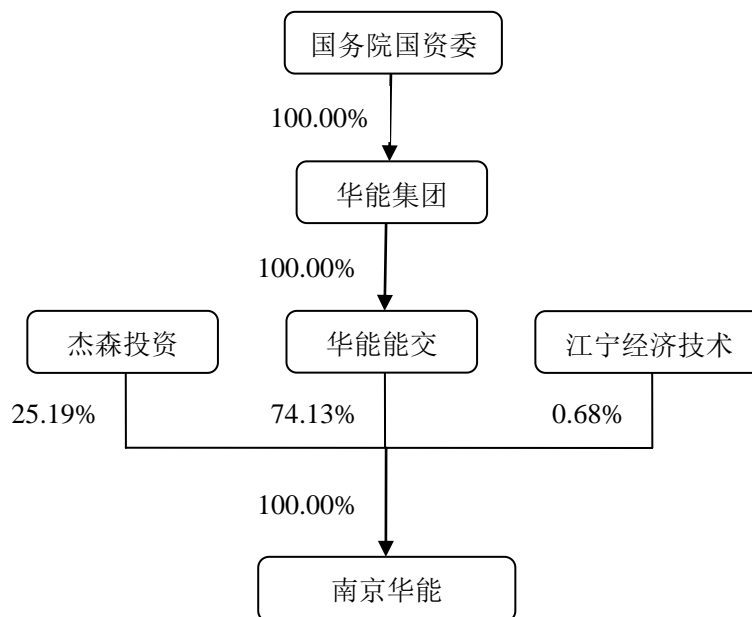 国务院国资委
100.00%
华能集团
100.00%
杰森投资
华能能交
江宁经济技术
25.19%
74.13%
0.68%
100.00%
南京华能